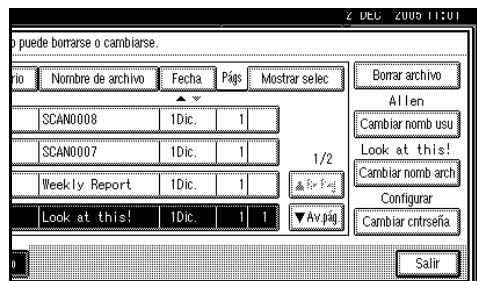 2 DEC 2005 11:01
o puede borrarse o cambiarse.
rio Nombre de archivo Fecha Págs Mostrar selec
Borrar archivo
Allen
SCAN0008 1Dic. 1
Cambiar nomb usu
SCAN0007 1Dic. 1
Look at this!
1/2
Cambiar nomb arch
Weekly Report 1Dic. 1
Configurar
Look at this! 1Dic. 1 1
▼Av.pág.
Cambiar cntrseña
Salir